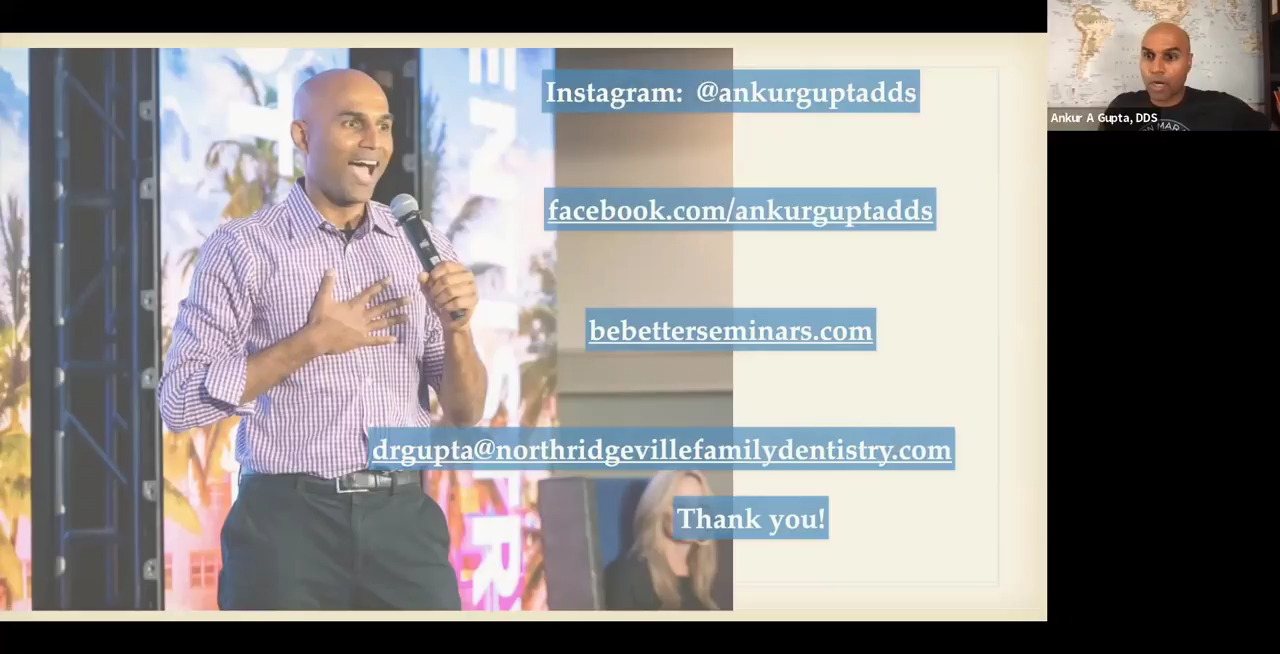 Instagram: @ankurguptadds
Ankur A Gupta, DDS
facebook.com/ankurguptadds
bebetterseminars.com
drgupta@northridgevillefamilydentistry.com
Thank you!